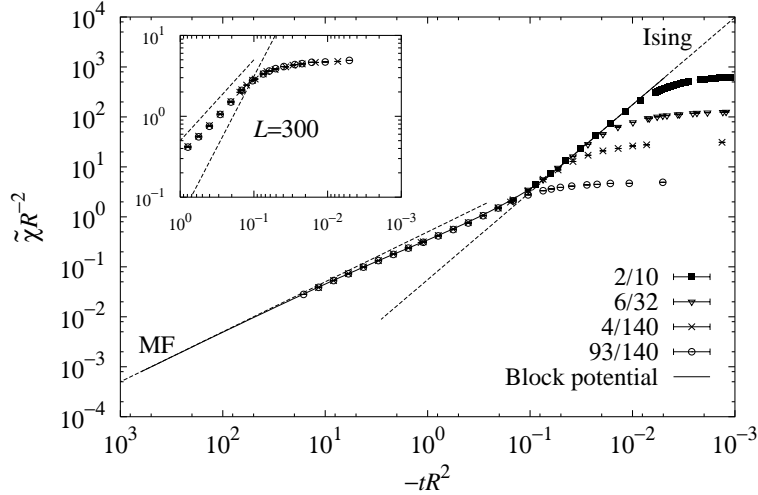 10^4
10^3
10^2
10^1
10^0
10^-1
10^-2
10^-3
10^-4
χ̃R^-2
10^1
10^0
10^-1
L=300
10^0 10^-1 10^-2 10^-3
Ising
MF
2/10
6/32
4/140
93/140
Block potential
10^3 10^2 10^1 10^0 10^-1 10^-2 10^-3
−tR^2